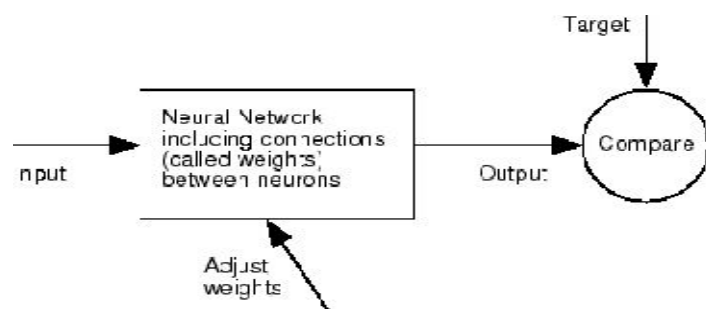 Target
Neural Network
including connections
(called weights)
between neurons
Compare
nput
Output
Adjust
weights